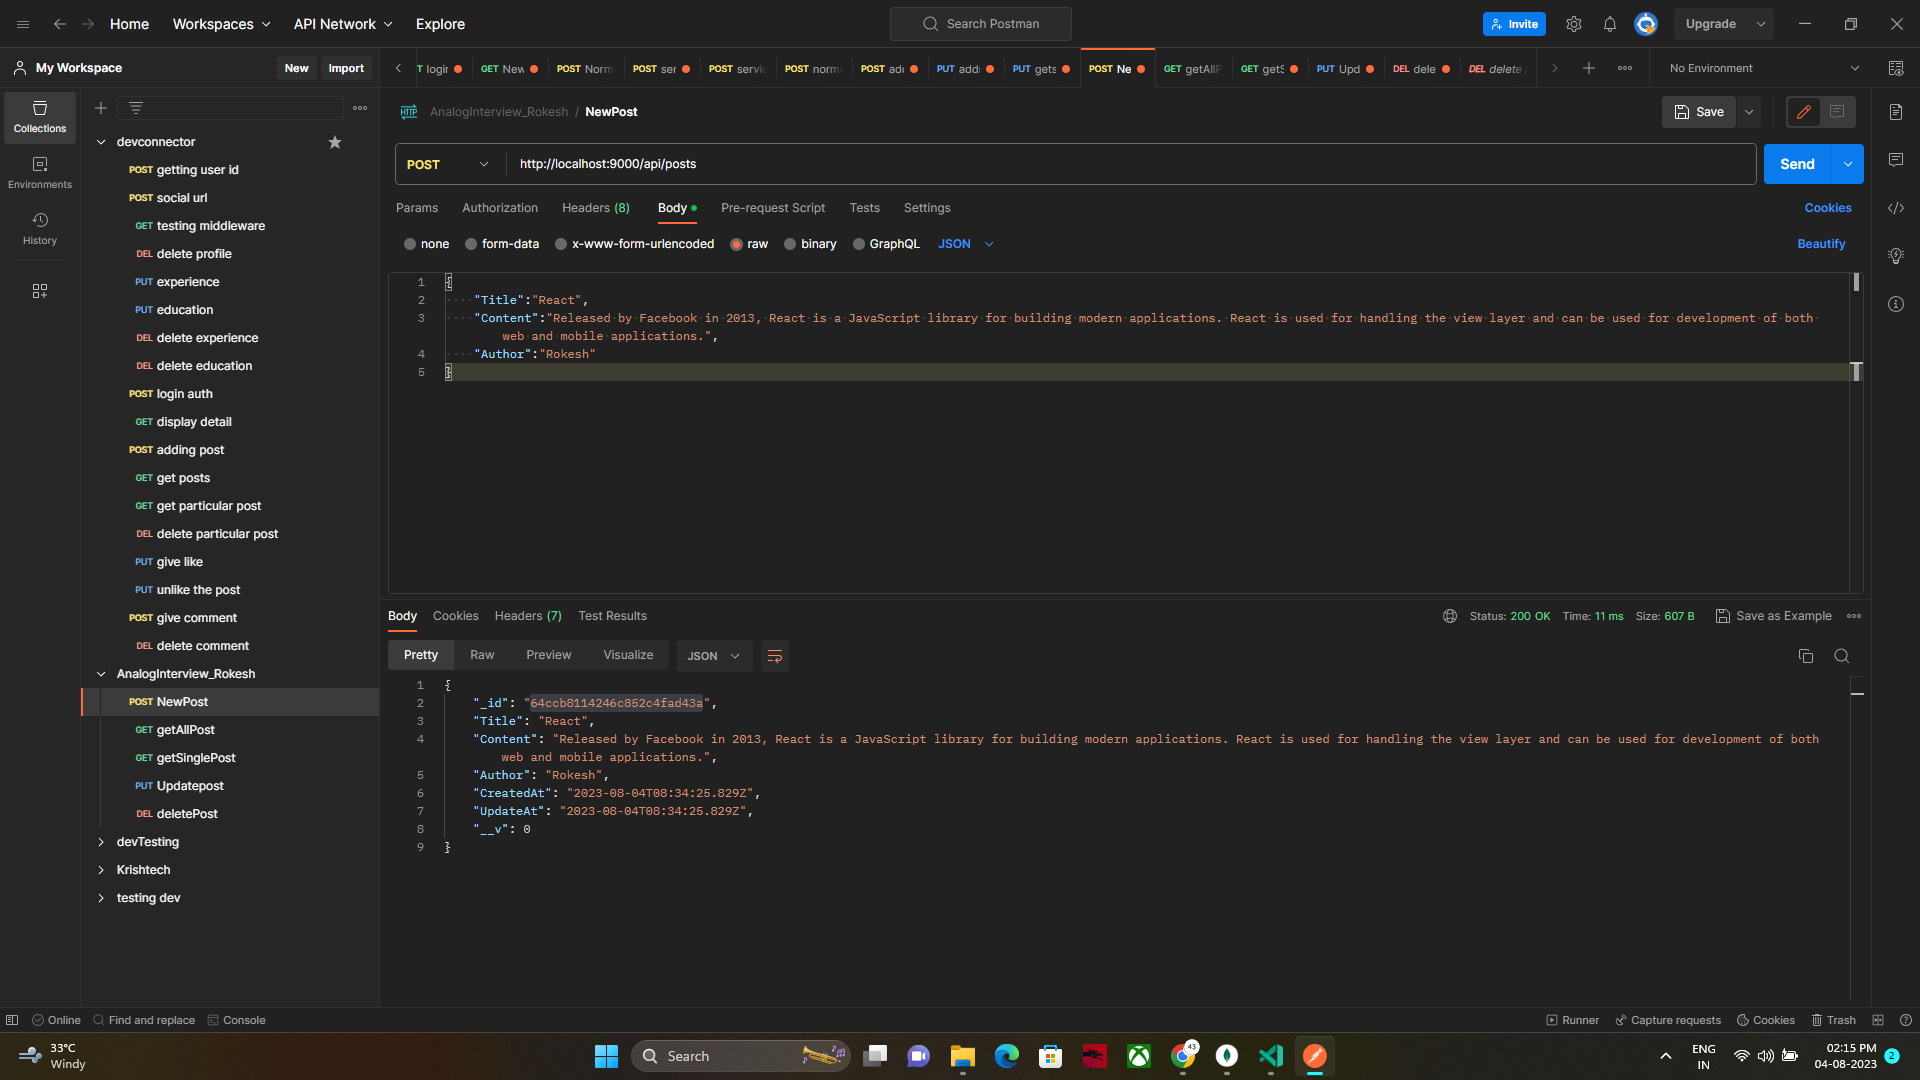 Home
Workspaces
API Network
Explore
Search Postman
Invite
Upgrade
My Workspace
New
Import
GET New
POST Norm
POST ser
POST servic
POST norma
POST add
PUT add
PUT gets
POST Ne
GET getAllP
GET getS
PUT Upd
DEL dele
DEL delete
No Environment
Collections
Environments
History
devconnector
POST getting user id
POST social url
GET testing middleware
DEL delete profile
PUT experience
PUT education
DEL delete experience
DEL delete education
POST login auth
GET display detail
POST adding post
GET get posts
GET get particular post
DEL delete particular post
PUT give like
PUT unlike the post
POST give comment
DEL delete comment
AnalogInterview_Rokesh
POST NewPost
GET getAllPost
GET getSinglePost
PUT Updatepost
DEL deletePost
devTesting
Krishtech
testing dev
HTTP AnalogInterview_Rokesh / NewPost
Save
POST http://localhost:9000/api/posts
Send
Params Authorization Headers (8) Body Pre-request Script Tests Settings
Cookies
none form-data x-www-form-urlencoded raw binary GraphQL JSON
Beautify
1 {
2 "Title":"React",
3 "Content":"Released by Facebook in 2013, React is a JavaScript library for building modern applications. React is used for handling the view layer and can be used for development of both
web and mobile applications.",
4 "Author":"Rokesh"
5 }
Body Cookies Headers (7) Test Results
Status: 200 OK Time: 11 ms Size: 607 B Save as Example
Pretty Raw Preview Visualize JSON
1 {
2 "_id": "64ccb8114246c852c4fad43a",
3 "Title": "React",
4 "Content": "Released by Facebook in 2013, React is a JavaScript library for building modern applications. React is used for handling the view layer and can be used for development of both
web and mobile applications.",
5 "Author": "Rokesh",
6 "CreatedAt": "2023-08-04T08:34:25.829Z",
7 "UpdateAt": "2023-08-04T08:34:25.829Z",
8 "__v": 0
9 }
Online Find and replace Console
Runner Capture requests Cookies Trash
33°C
Windy
Search
43
ENG
IN
02:15 PM
04-08-2023
2